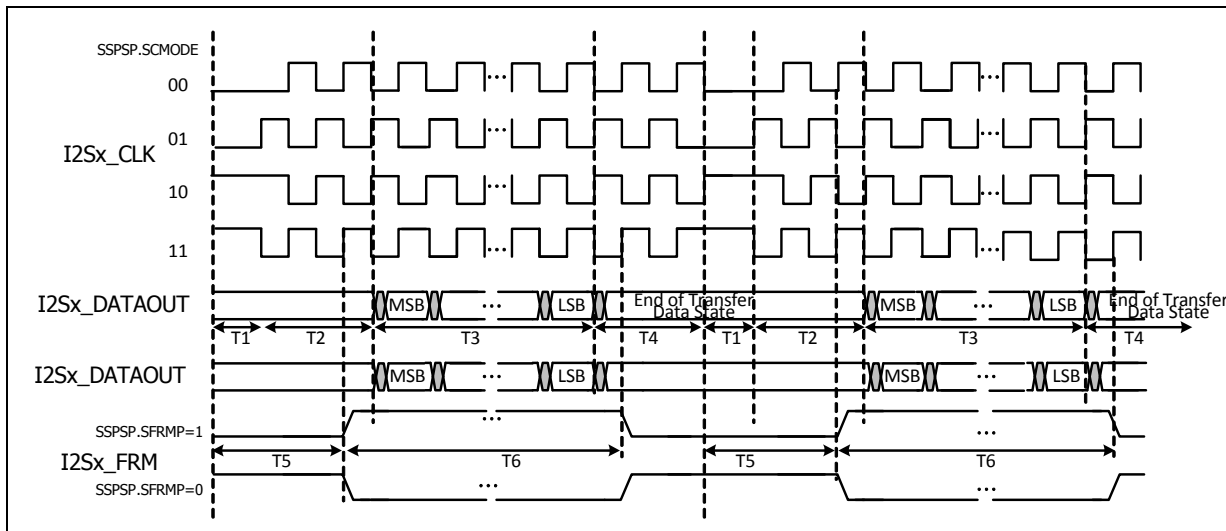 SSPSP.SCMODE
00
I2Sx_CLK 01
10
11
I2Sx_DATAOUT MSB ... LSB End of Transfer Data State MSB ... LSB End of Transfer Data State
T1 T2 T3 T4 T1 T2 T3 T4
I2Sx_DATAOUT MSB ... LSB MSB ... LSB
SSPSP.SFRMP=1
I2Sx_FRM T5 T6 T5 T6
SSPSP.SFRMP=0